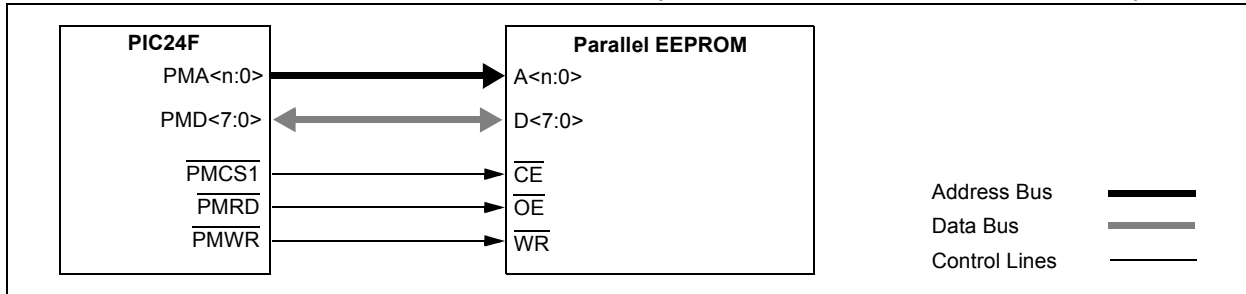 PIC24F
Parallel EEPROM
PMA<n:0>
A<n:0>
PMD<7:0>
D<7:0>
PMCS1
CE
PMRD
OE
PMWR
WR
Address Bus
Data Bus
Control Lines